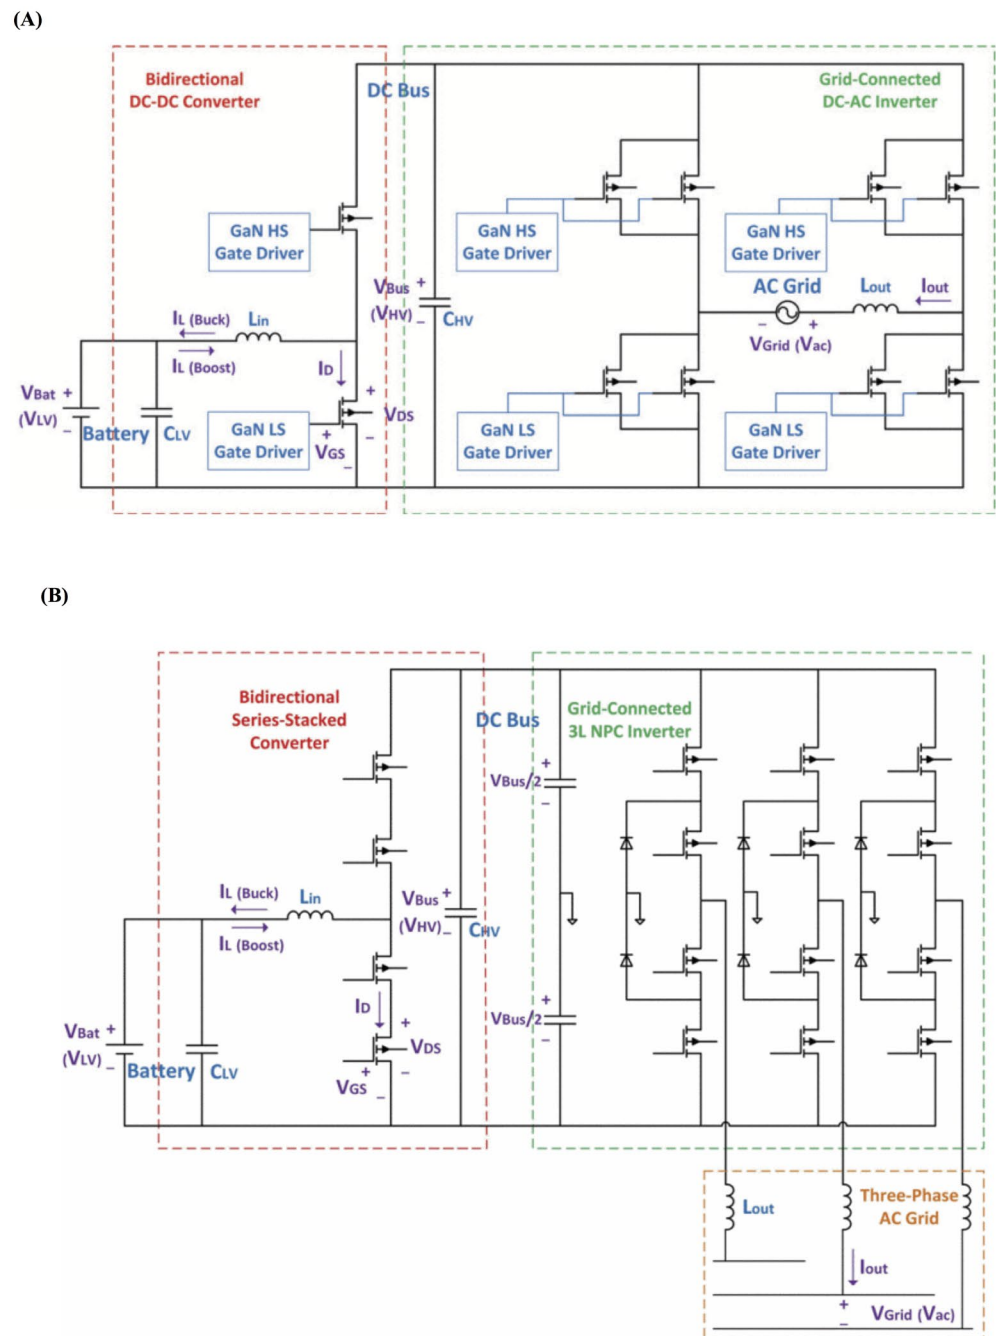 (A)
Bidirectional
DC-DC Converter
DC Bus
Grid-Connected
DC-AC Inverter
GaN HS
Gate Driver
GaN HS
Gate Driver
GaN HS
Gate Driver
VBus +
(VHV) −
CHV
AC Grid
Lout
Iout
− +
VGrid (Vac)
IL (Buck)
Lin
IL (Boost)
ID
VBat +
(VLV)
−
Battery
CLV
GaN LS
Gate Driver
+
VGS
−
+
VDS
−
GaN LS
Gate Driver
GaN LS
Gate Driver
(B)
Bidirectional
Series-Stacked
Converter
DC Bus
Grid-Connected
3L NPC Inverter
+
VBus/2
−
IL (Buck)
Lin
IL (Boost)
VBus +
(VHV) −
CHV
ID
+
VDS
−
+
VGS
−
+
VBus/2
−
VBat +
(VLV)
−
Battery
CLV
Lout
Three-Phase
AC Grid
Iout
+
−
VGrid (Vac)